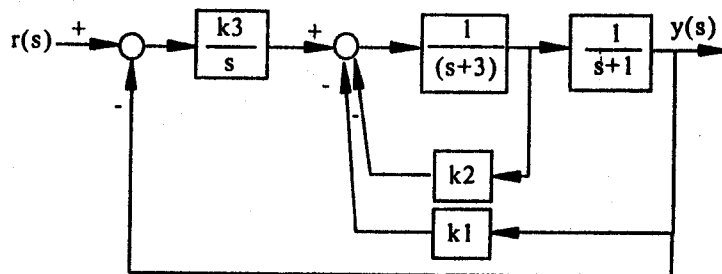 r(s)
+
-
k3
s
+
-
-
1
(s+3)
1
s+1
y(s)
k2
k1